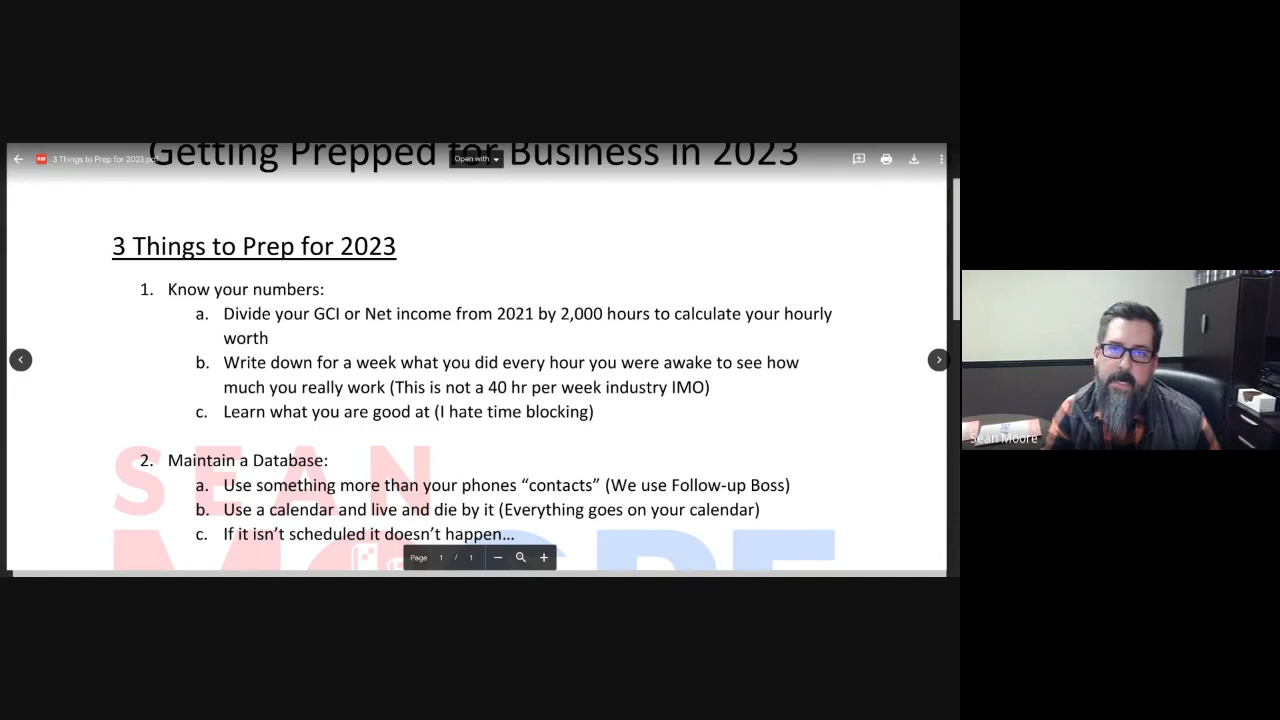 Getting Prepped for Business in 2023
3 Things to Prep for 2023.pdf
Open with
3 Things to Prep for 2023
1. Know your numbers:
a. Divide your GCI or Net income from 2021 by 2,000 hours to calculate your hourly
worth
b. Write down for a week what you did every hour you were awake to see how
much you really work (This is not a 40 hr per week industry IMO)
c. Learn what you are good at (I hate time blocking)
2. Maintain a Database:
a. Use something more than your phones “contacts” (We use Follow-up Boss)
b. Use a calendar and live and die by it (Everything goes on your calendar)
c. If it isn’t scheduled it doesn’t happen…
SEAN
MOORE
Page 1 / 1
Sean Moore